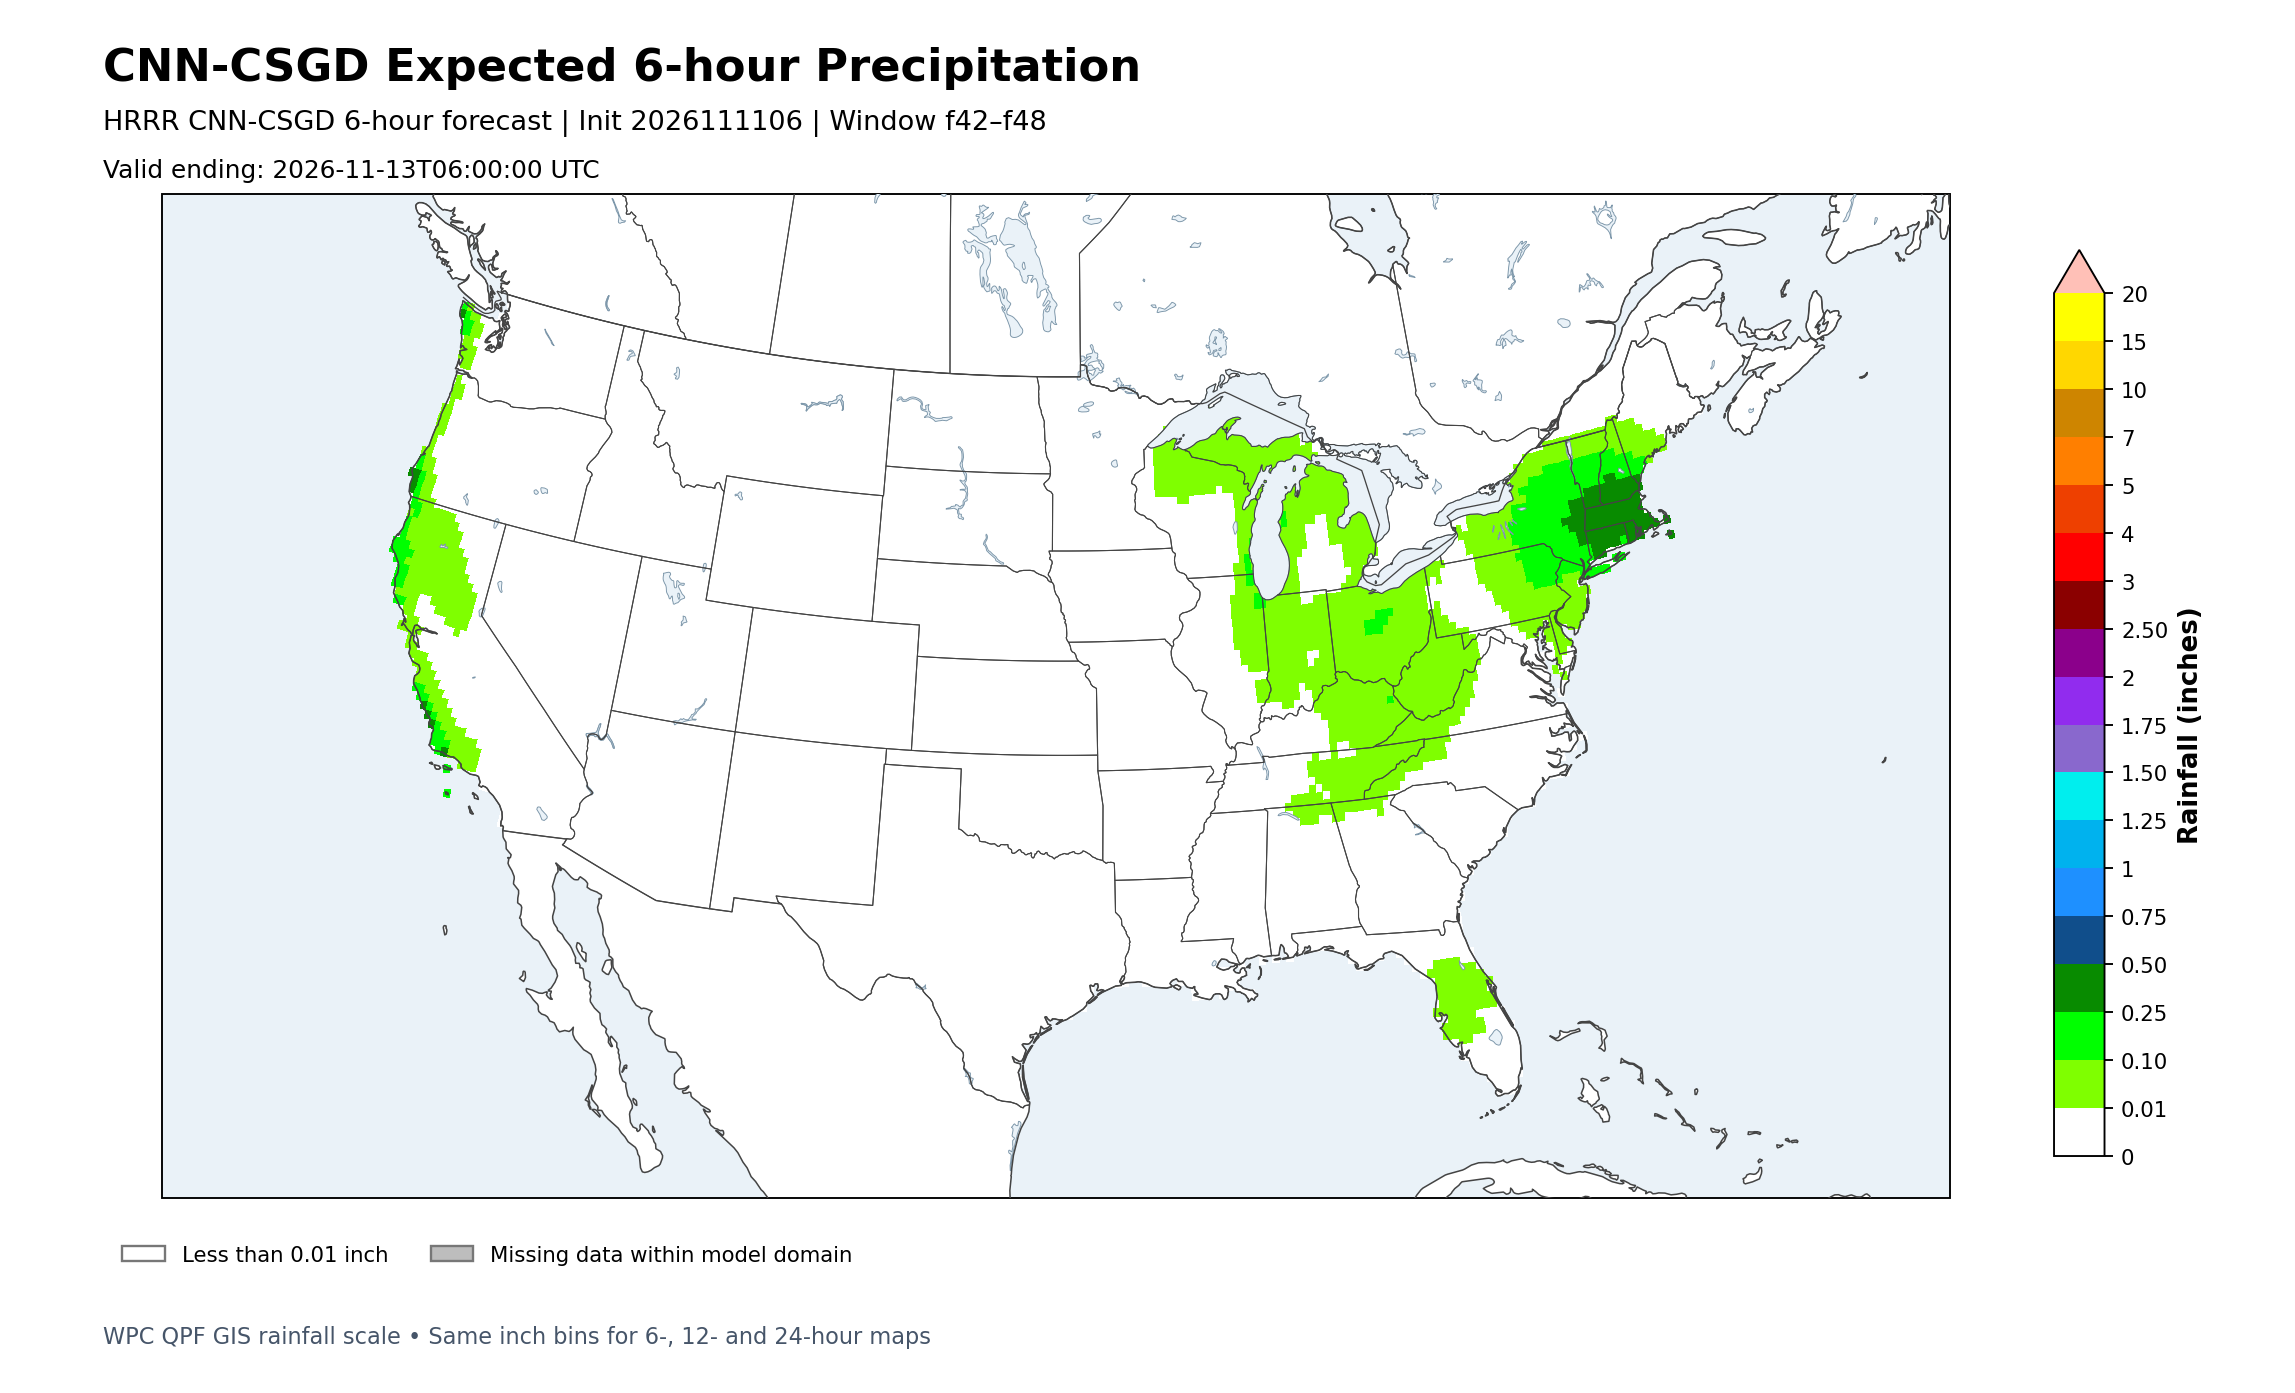 CNN-CSGD Expected 6-hour Precipitation
HRRR CNN-CSGD 6-hour forecast | Init 2026111106 | Window f42–f48
Valid ending: 2026-11-13T06:00:00 UTC
20
15
10
7
5
4
3
2.50
2
1.75
1.50
1.25
1
0.75
0.50
0.25
0.10
0.01
0
Rainfall (inches)
Less than 0.01 inch
Missing data within model domain
WPC QPF GIS rainfall scale • Same inch bins for 6-, 12- and 24-hour maps